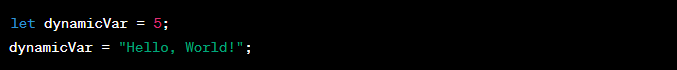 let dynamicVar = 5;
dynamicVar = "Hello, World!";